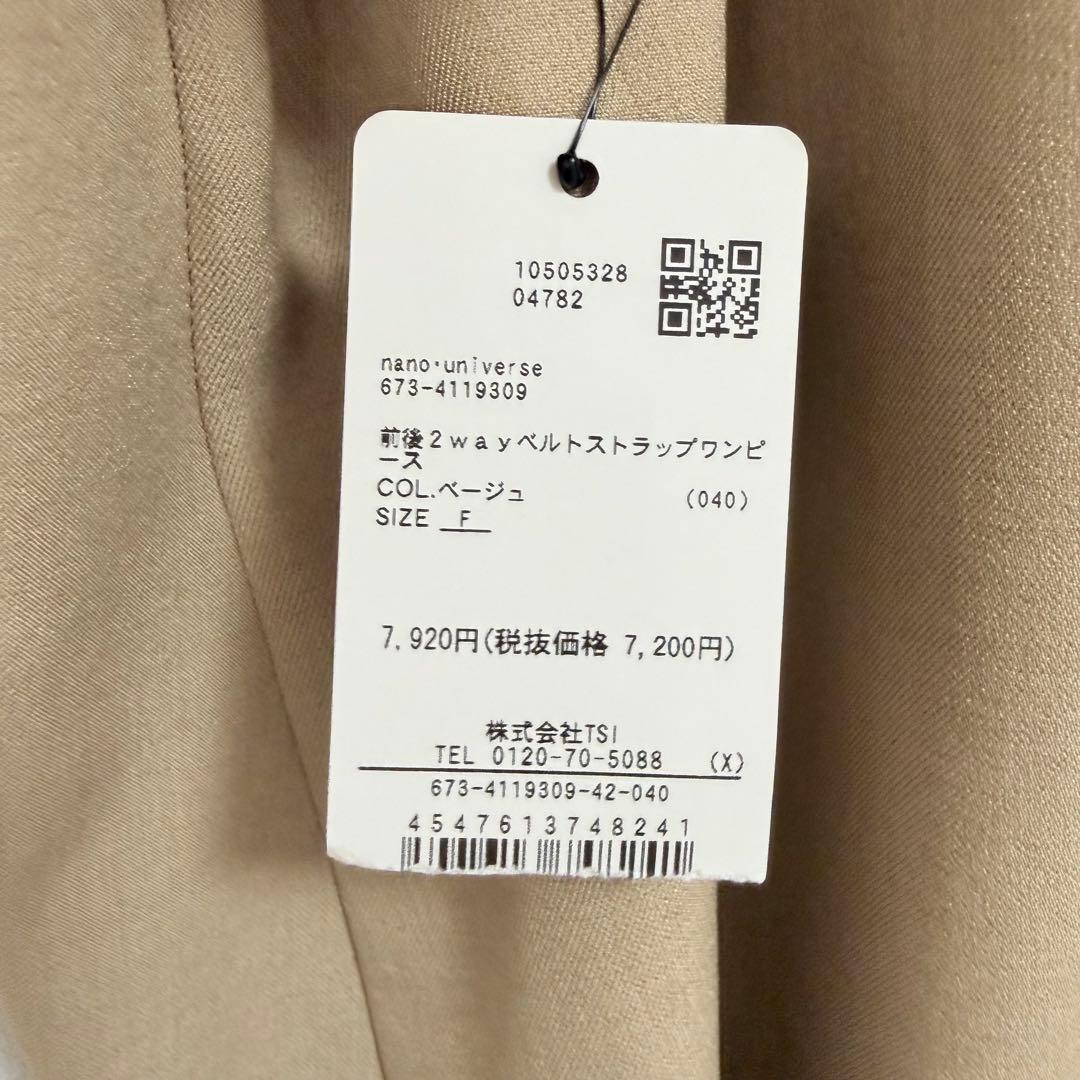 10505328
04782
nano・universe
673-4119309
前後2wayベルトストラップワンピ
ース
COL.ベージュ (040)
SIZE F
7,920円(税抜価格 7,200円)
株式会社TSI
TEL 0120-70-5088 (X)
673-4119309-42-040
4547613748241